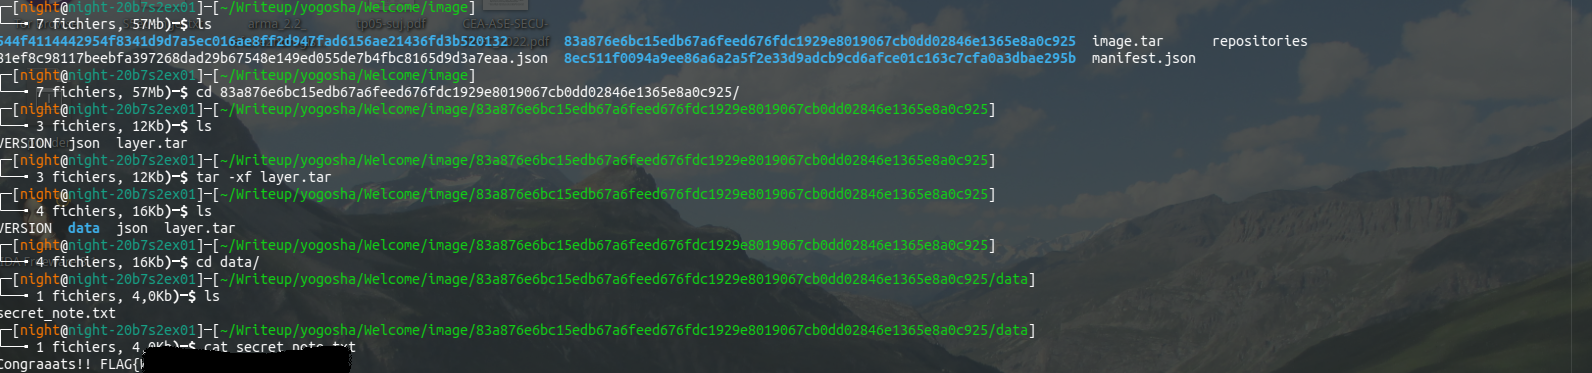 [night@night-20b7s2ex01]-[~/Writeup/yogosha/Welcome/image]
7 fichiers, 57Mb)-$ ls
544f4114442954f8341d9d7a5ec016ae8ff2d947fad6156ae21436fd3b520132 83a876e6bc15edb67a6feed676fdc1929e8019067cb0dd02846e1365e8a0c925 image.tar repositories
81ef8c98117beebfa397268dad29b67548e149ed055de7b4fbc8165d9d3a7eaa.json 8ec511f0094a9ee86a6a2a5f2e33d9adcb9cd6afce01c163c7cfa0a3dbae295b manifest.json
[night@night-20b7s2ex01]-[~/Writeup/yogosha/Welcome/image]
7 fichiers, 57Mb)-$ cd 83a876e6bc15edb67a6feed676fdc1929e8019067cb0dd02846e1365e8a0c925/
[night@night-20b7s2ex01]-[~/Writeup/yogosha/Welcome/image/83a876e6bc15edb67a6feed676fdc1929e8019067cb0dd02846e1365e8a0c925]
3 fichiers, 12Kb)-$ ls
VERSION json layer.tar
[night@night-20b7s2ex01]-[~/Writeup/yogosha/Welcome/image/83a876e6bc15edb67a6feed676fdc1929e8019067cb0dd02846e1365e8a0c925]
3 fichiers, 12Kb)-$ tar -xf layer.tar
[night@night-20b7s2ex01]-[~/Writeup/yogosha/Welcome/image/83a876e6bc15edb67a6feed676fdc1929e8019067cb0dd02846e1365e8a0c925]
4 fichiers, 16Kb)-$ ls
VERSION data json layer.tar
[night@night-20b7s2ex01]-[~/Writeup/yogosha/Welcome/image/83a876e6bc15edb67a6feed676fdc1929e8019067cb0dd02846e1365e8a0c925]
4 fichiers, 16Kb)-$ cd data/
[night@night-20b7s2ex01]-[~/Writeup/yogosha/Welcome/image/83a876e6bc15edb67a6feed676fdc1929e8019067cb0dd02846e1365e8a0c925/data]
1 fichiers, 4,0Kb)-$ ls
secret_note.txt
[night@night-20b7s2ex01]-[~/Writeup/yogosha/Welcome/image/83a876e6bc15edb67a6feed676fdc1929e8019067cb0dd02846e1365e8a0c925/data]
1 fichiers, 4,0Kb)-$ cat secret_note.txt
Congraaats!! FLAG{